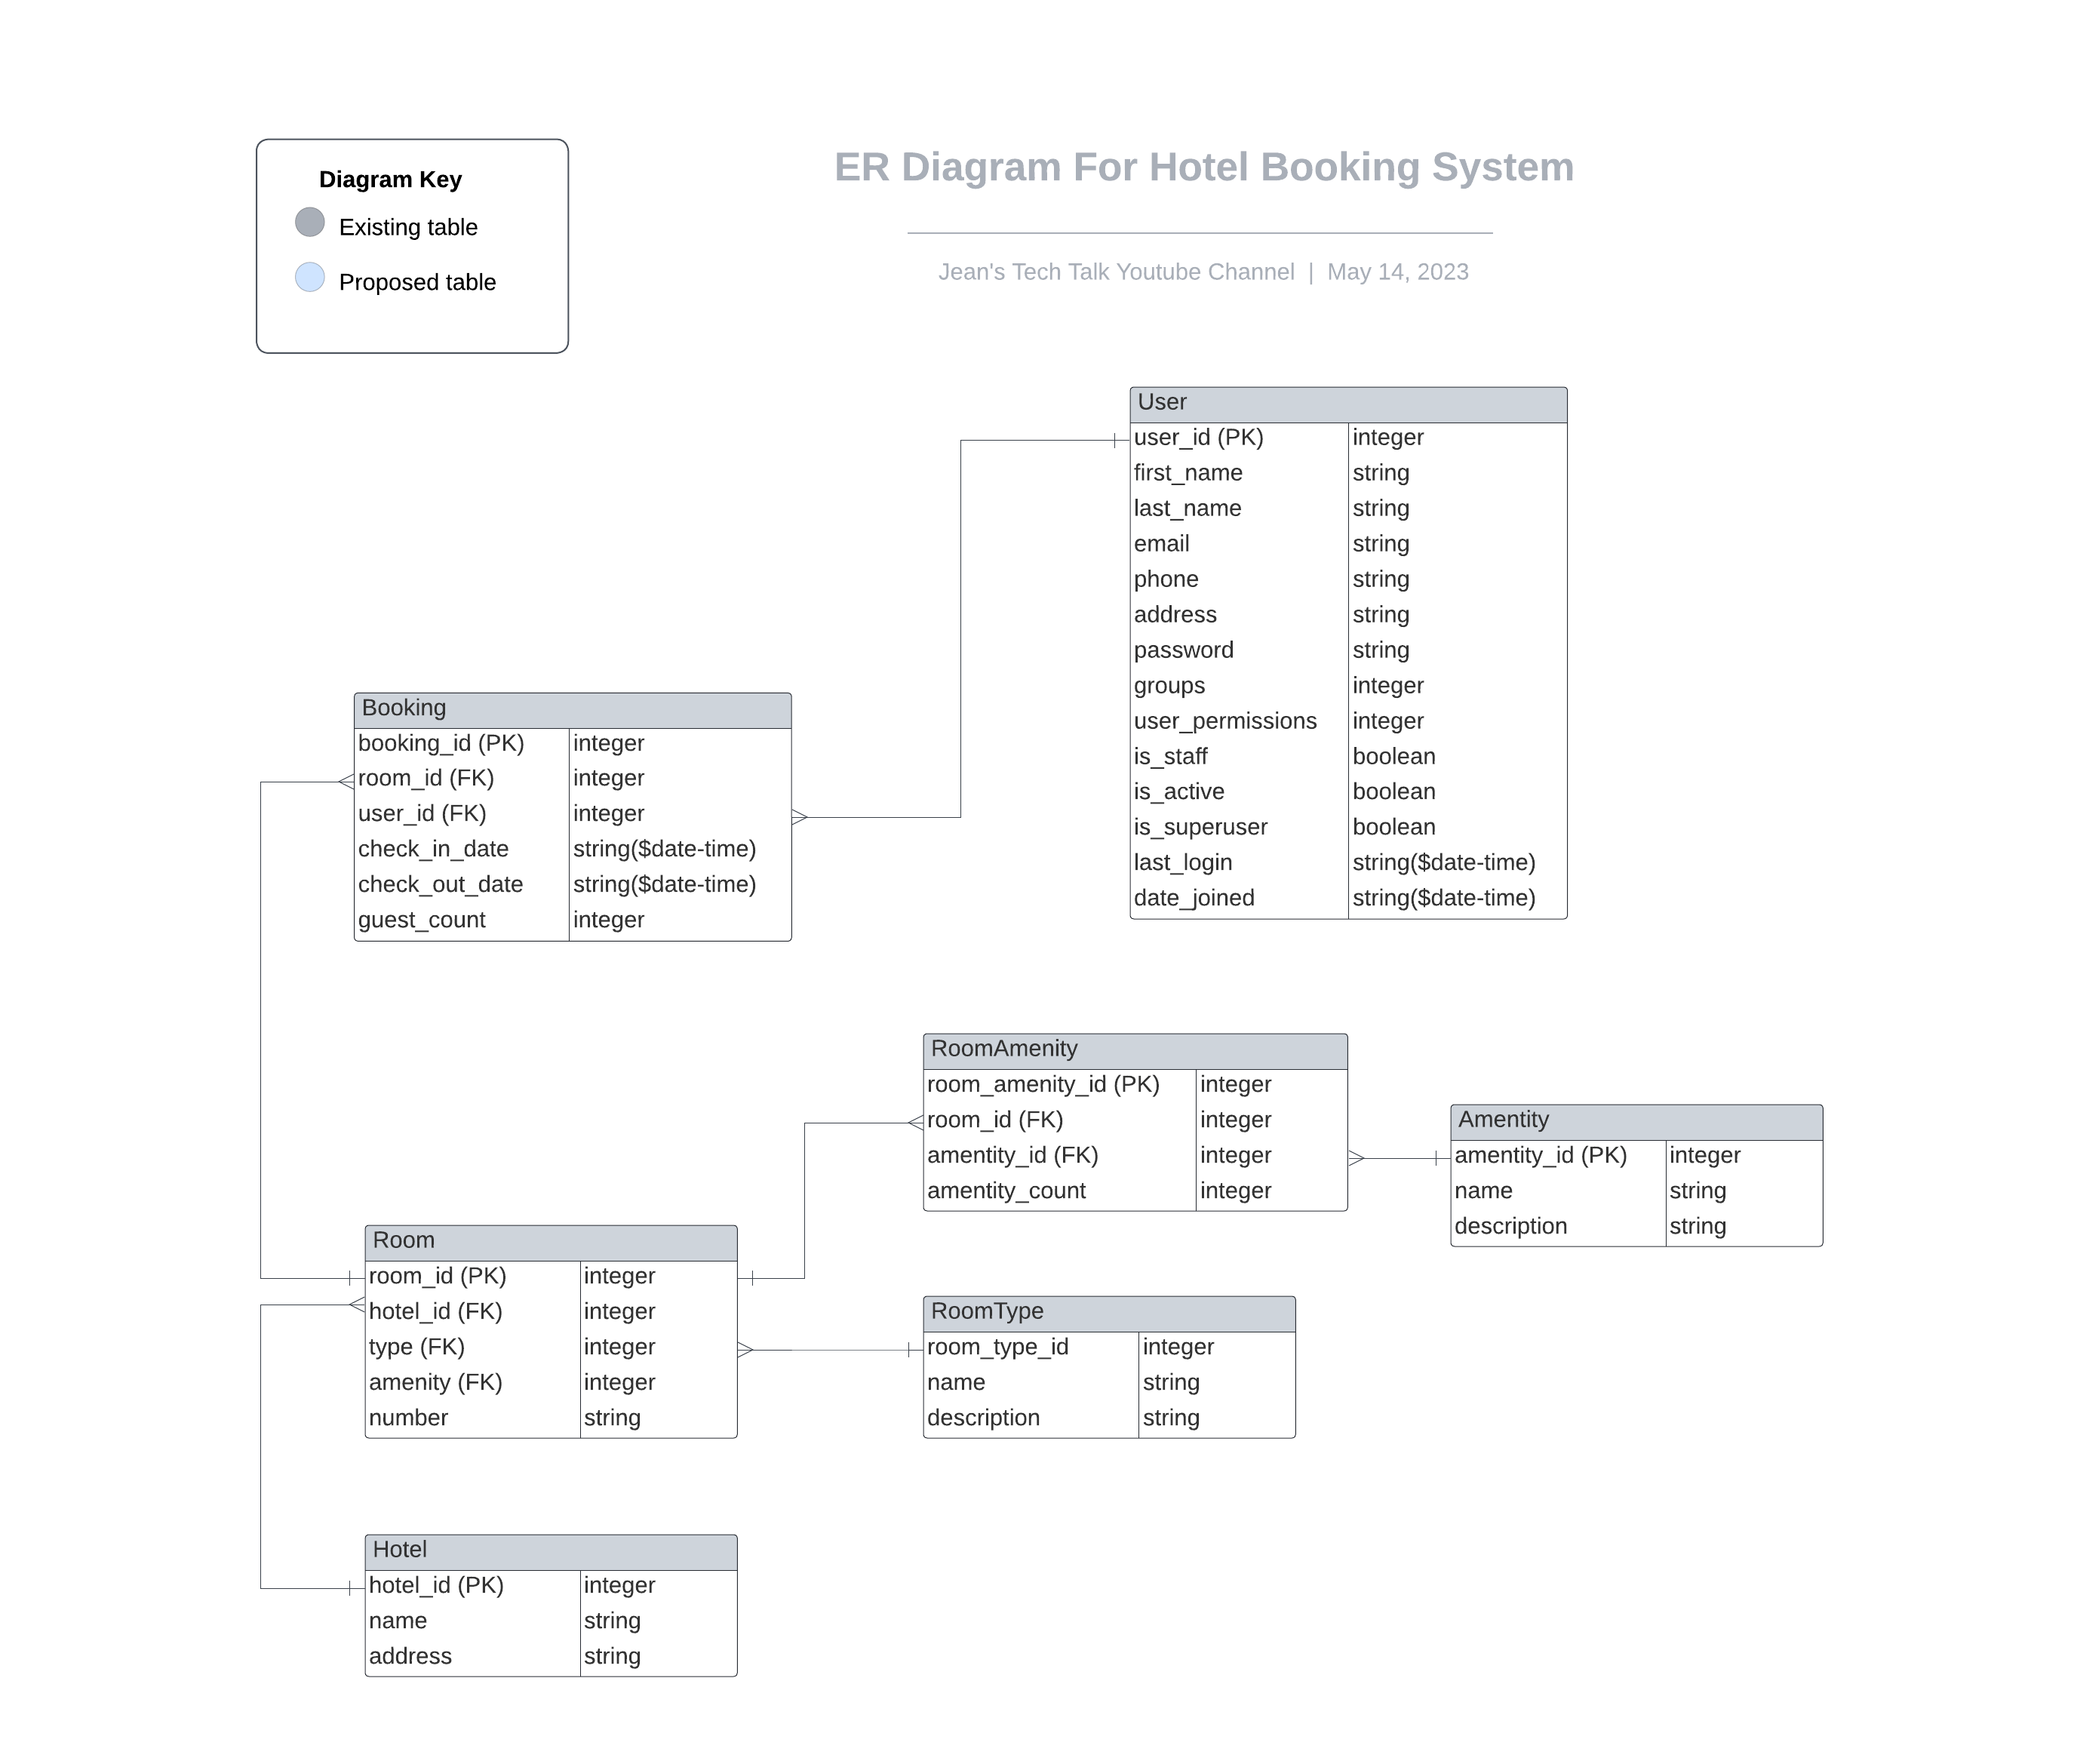 Diagram Key
Existing table
Proposed table
ER Diagram For Hotel Booking System
Jean's Tech Talk Youtube Channel | May 14, 2023
User
user_id (PK) integer
first_name string
last_name string
email string
phone string
address string
password string
groups integer
user_permissions integer
is_staff boolean
is_active boolean
is_superuser boolean
last_login string($date-time)
date_joined string($date-time)
Booking
booking_id (PK) integer
room_id (FK) integer
user_id (FK) integer
check_in_date string($date-time)
check_out_date string($date-time)
guest_count integer
RoomAmenity
room_amenity_id (PK) integer
room_id (FK) integer
amentity_id (FK) integer
amentity_count integer
Amentity
amentity_id (PK) integer
name string
description string
Room
room_id (PK) integer
hotel_id (FK) integer
type (FK) integer
amenity (FK) integer
number string
RoomType
room_type_id integer
name string
description string
Hotel
hotel_id (PK) integer
name string
address string